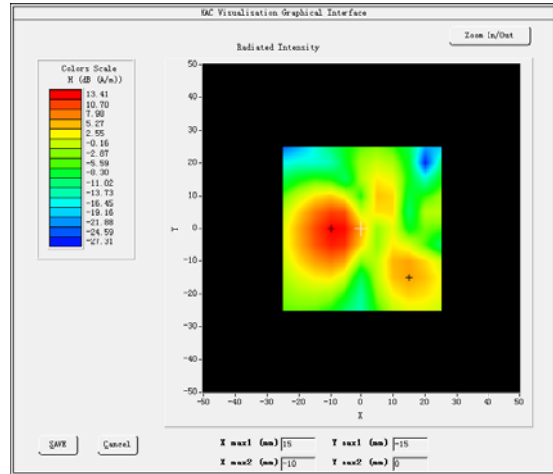 HAC Visualisation Graphical Interface
Zoom In/Out
Radiated Intensity
Colors Scale
H (dB (A/m))
13.41
10.70
7.98
5.27
2.55
-0.16
-2.87
-5.59
-8.30
-11.02
-13.73
-16.45
-19.16
-21.88
-24.59
-27.31
50
40
30
20
10
Y
0
-10
-20
-30
-40
-50
-50 -40 -30 -20 -10 0 10 20 30 40 50
X
SAVE
Cancel
X max1 (mm) 15
Y max1 (mm) -15
X max2 (mm) -10
Y max2 (mm) 0